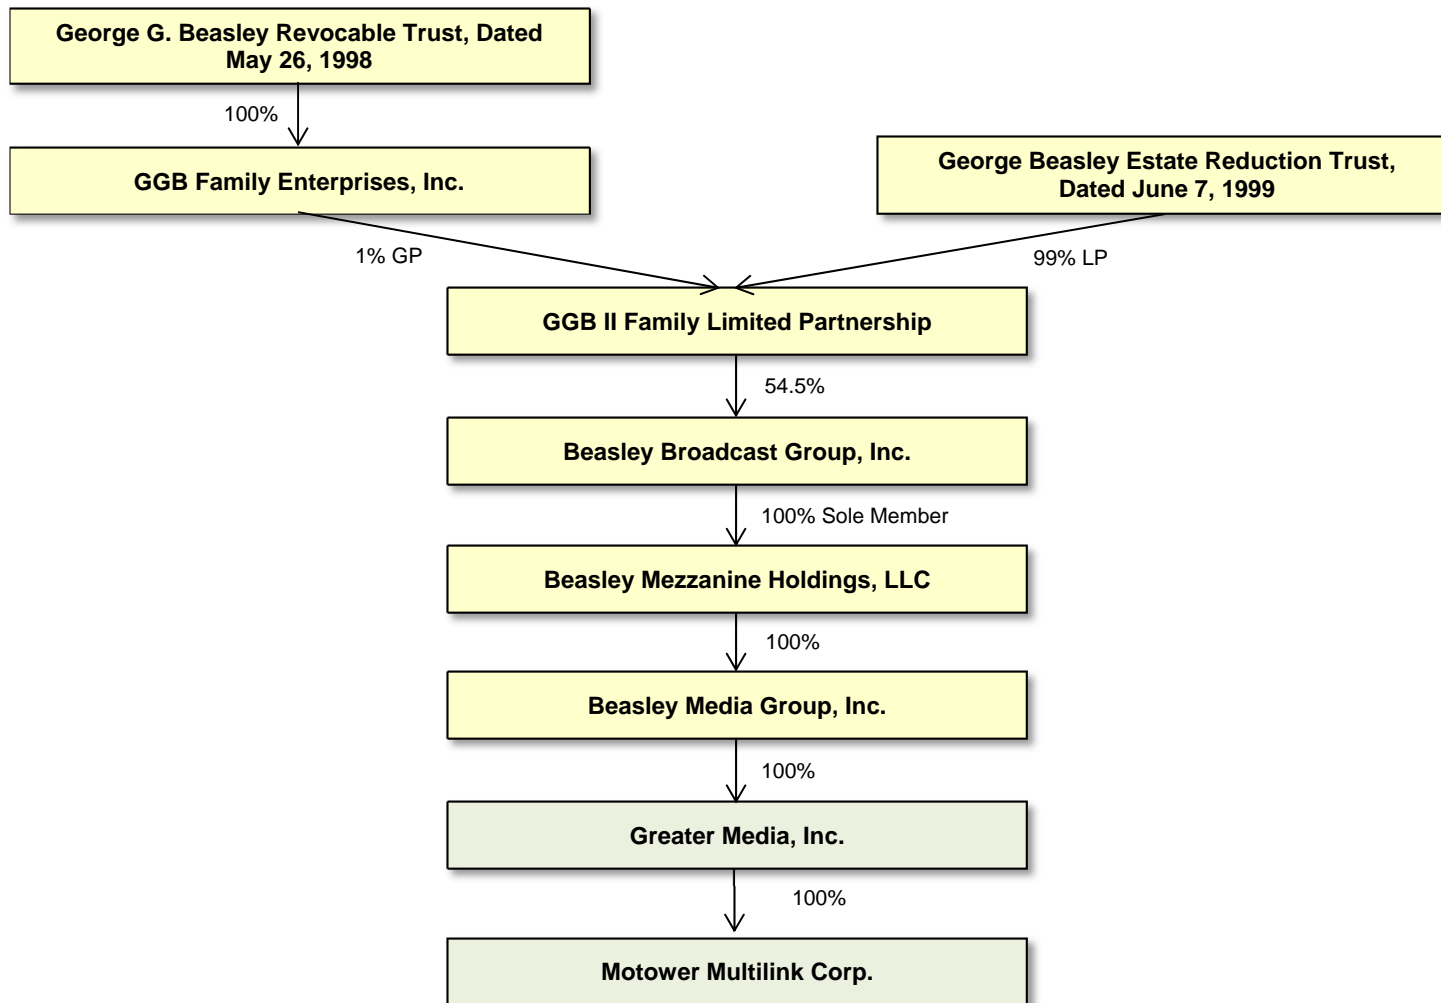 George G. Beasley Revocable Trust, Dated
May 26, 1998
100%
GGB Family Enterprises, Inc.
George Beasley Estate Reduction Trust,
Dated June 7, 1999
1% GP
99% LP
GGB II Family Limited Partnership
54.5%
Beasley Broadcast Group, Inc.
100% Sole Member
Beasley Mezzanine Holdings, LLC
100%
Beasley Media Group, Inc.
100%
Greater Media, Inc.
100%
Motower Multilink Corp.